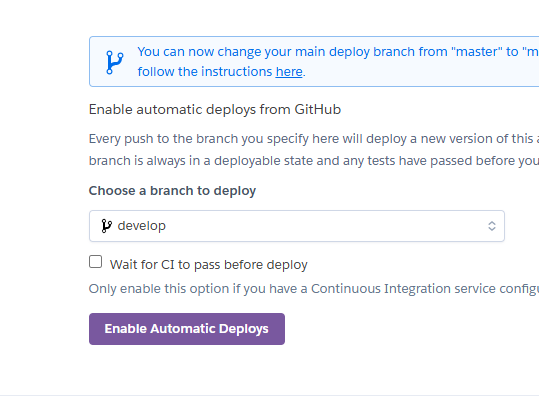 You can now change your main deploy branch from "master" to "m
follow the instructions here.
Enable automatic deploys from GitHub
Every push to the branch you specify here will deploy a new version of this a
branch is always in a deployable state and any tests have passed before you
Choose a branch to deploy
develop
Wait for CI to pass before deploy
Only enable this option if you have a Continuous Integration service configu
Enable Automatic Deploys